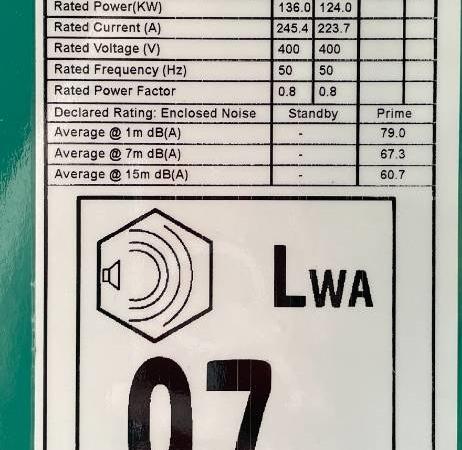 Rated Power(KW) 136.0 124.0
Rated Current (A) 245.4 223.7
Rated Voltage (V) 400 400
Rated Frequency (Hz) 50 50
Rated Power Factor 0.8 0.8
Declared Rating: Enclosed Noise Standby Prime
Average @ 1m dB(A) - 79.0
Average @ 7m dB(A) - 67.3
Average @ 15m dB(A) - 60.7
LWA
97